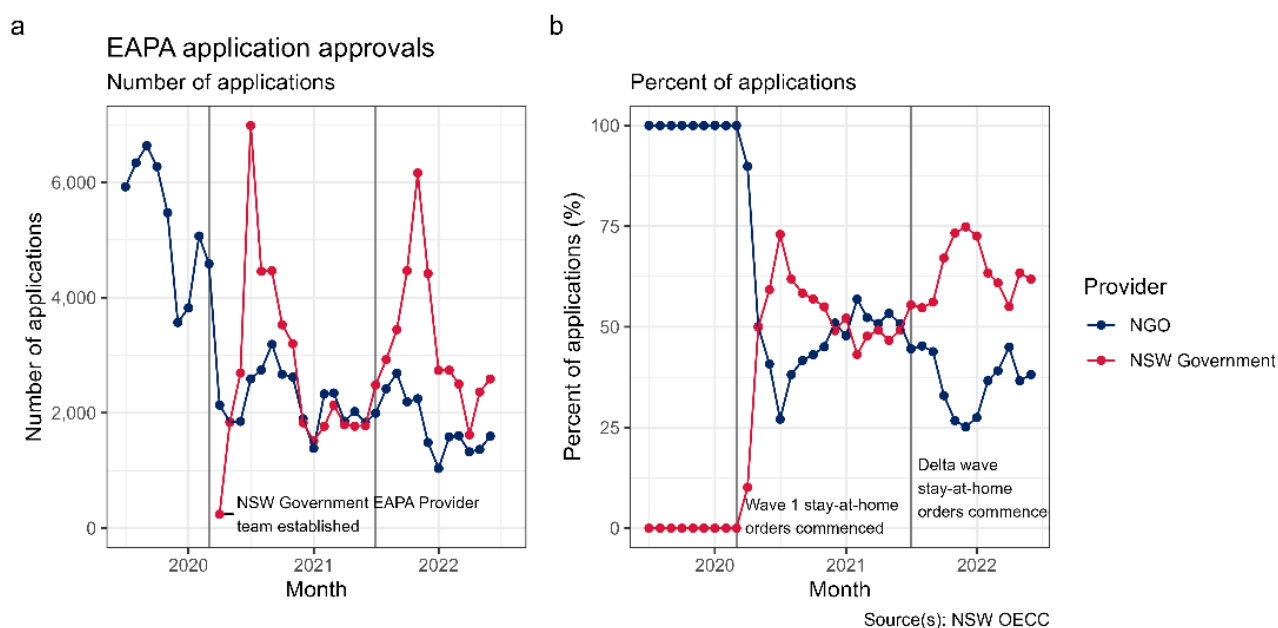 a
EAPA application approvals
Number of applications
Number of applications
6,000
4,000
2,000
0
NSW Government EAPA Provider
team established
2020
2021
2022
Month
b
Percent of applications
Percent of applications (%)
100
75
50
25
0
Wave 1 stay-at-home
orders commenced
Delta wave
stay-at-home
orders commence
2020
2021
2022
Month
Provider
NGO
NSW Government
Source(s): NSW OECC